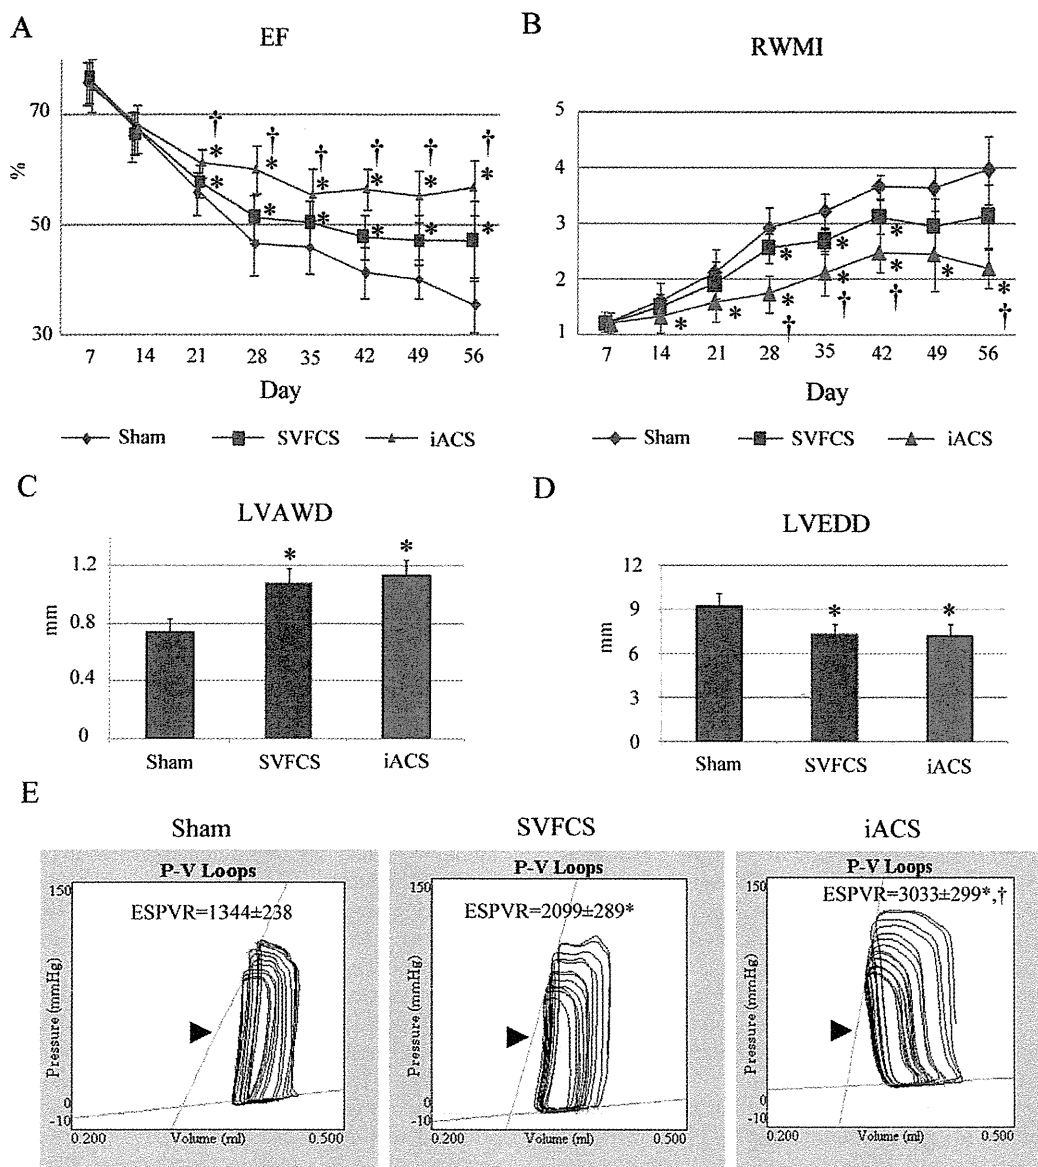 A
EF
B
RWMI
70
%
50
30
7 14 21 28 35 42 49 56
Day
5
4
3
2
1
7 14 21 28 35 42 49 56
Day
† † † † † †
* * * * * *
* * * * * *
* * * * * * * * * *
† † † †
Sham SVFCS iACS
Sham SVFCS iACS
C
LVAWD
D
LVEDD
1.2
0.8
0.4
0
mm
* *
Sham SVFCS iACS
12
9
6
3
0
mm
* *
Sham SVFCS iACS
E
Sham
P-V Loops
150
ESPVR=1344±238
Pressure (mmHg)
0
-10
0.200 Volume (ml) 0.500
SVFCS
P-V Loops
150
ESPVR=2099±289*
Pressure (mmHg)
0
-10
0.200 Volume (ml) 0.500
iACS
P-V Loops
150
ESPVR=3033±299*,†
Pressure (mmHg)
0
-10
0.200 Volume (ml) 0.500